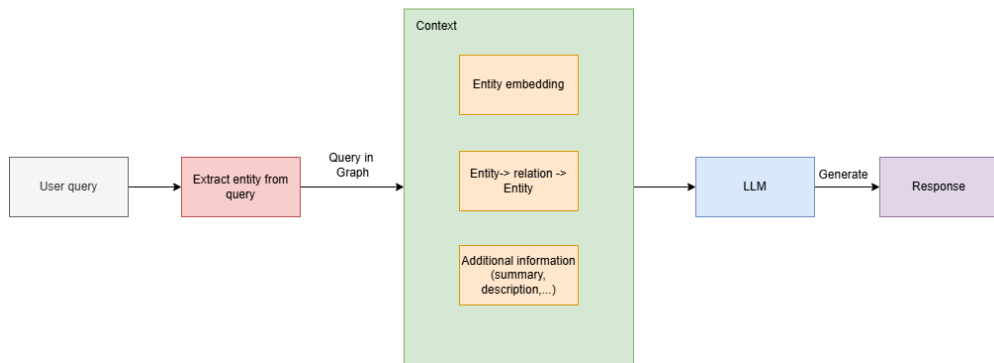 Context
Entity embedding
User query
Extract entity from
query
Query in
Graph
Entity-> relation ->
Entity
LLM
Generate
Response
Additional information
(summary,
description,...)